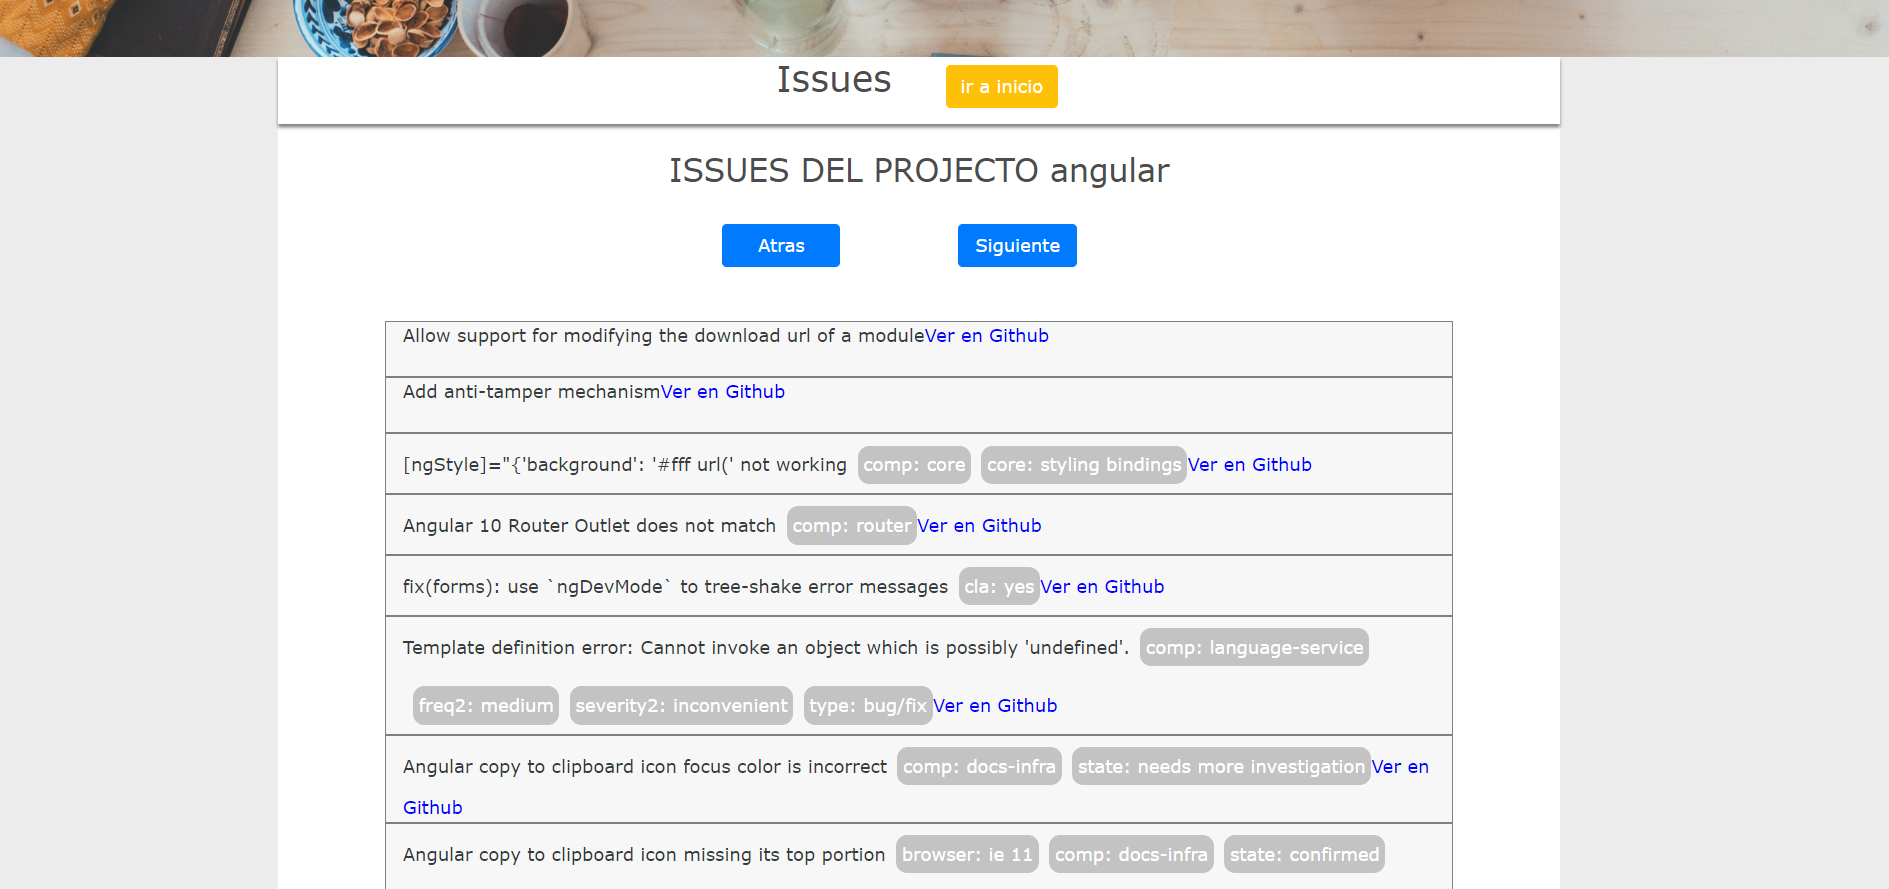 Issues ir a inicio
ISSUES DEL PROJECTO angular
Atras Siguiente
Allow support for modifying the download url of a moduleVer en Github
Add anti-tamper mechanismVer en Github
[ngStyle]="{'background': '#fff url(' not working comp: core core: styling bindingsVer en Github
Angular 10 Router Outlet does not match comp: routerVer en Github
fix(forms): use `ngDevMode` to tree-shake error messages cla: yesVer en Github
Template definition error: Cannot invoke an object which is possibly 'undefined'. comp: language-service
freq2: medium severity2: inconvenient type: bug/fixVer en Github
Angular copy to clipboard icon focus color is incorrect comp: docs-infra state: needs more investigationVer en
Github
Angular copy to clipboard icon missing its top portion browser: ie 11 comp: docs-infra state: confirmed